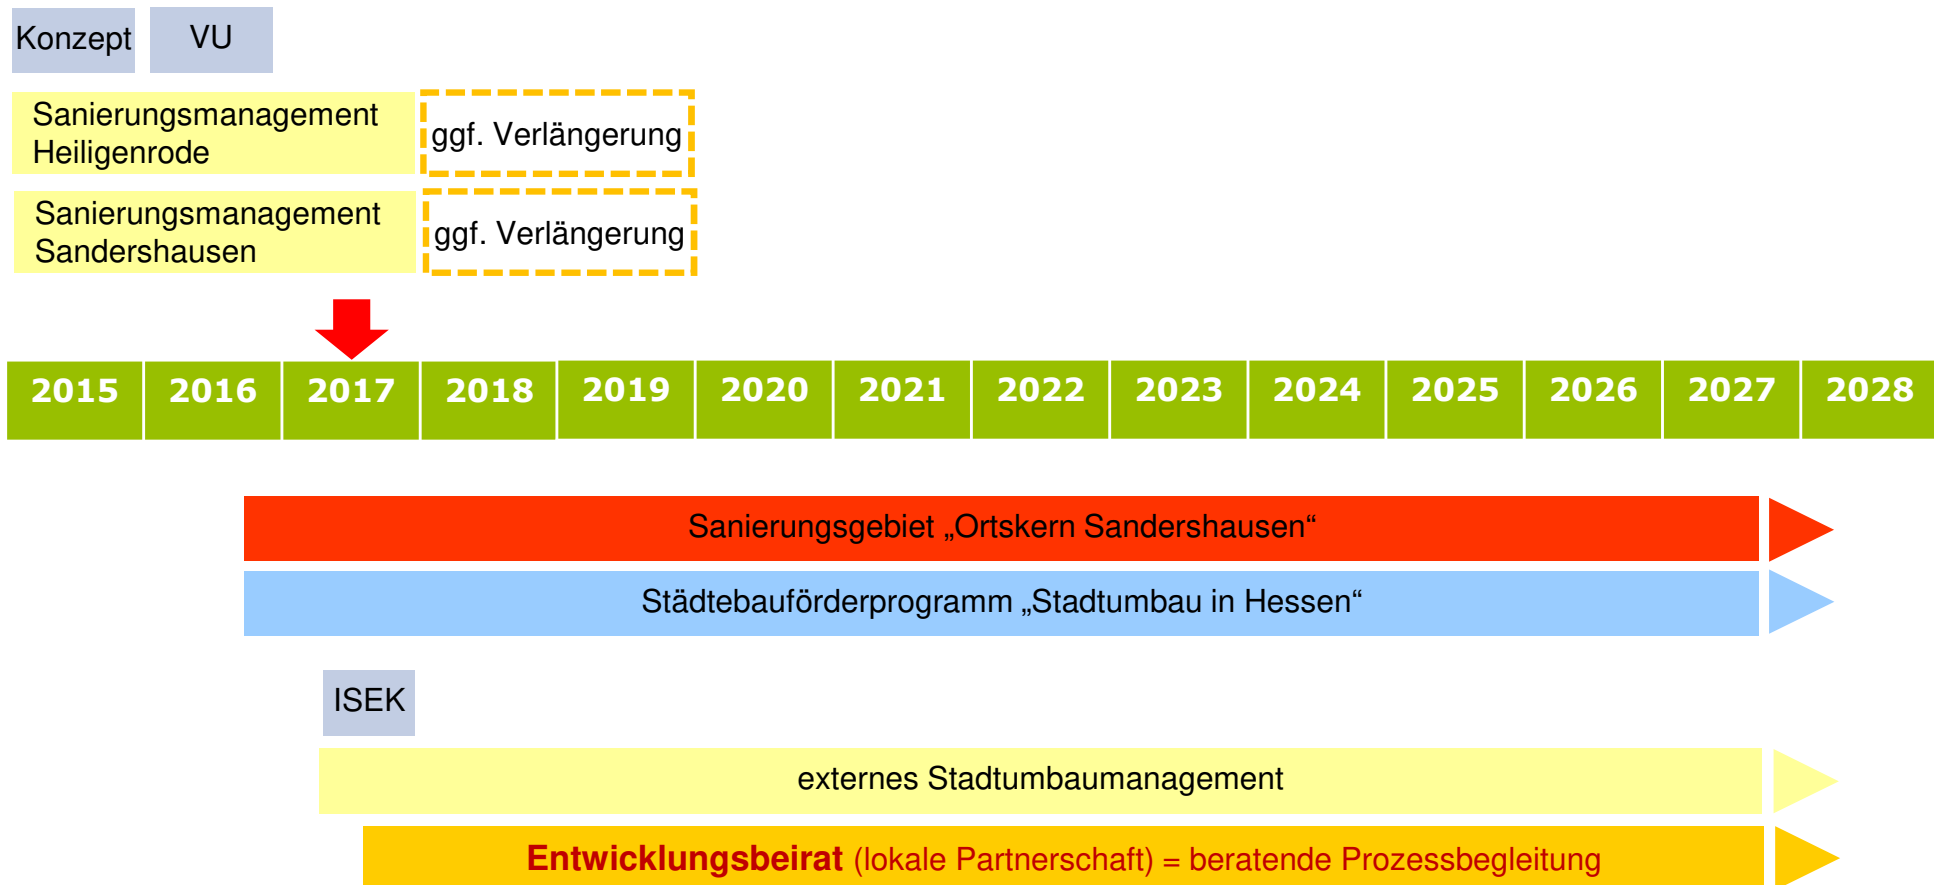 Konzept VU
Sanierungsmanagement
Heiligenrode
ggf. Verlängerung
Sanierungsmanagement
Sandershausen
ggf. Verlängerung
2015 2016 2017 2018 2019 2020 2021 2022 2023 2024 2025 2026 2027 2028
Sanierungsgebiet „Ortskern Sandershausen“
Städtebauförderprogramm „Stadtumbau in Hessen“
ISEK
externes Stadtumbaumanagement
Entwicklungsbeirat (lokale Partnerschaft) = beratende Prozessbegleitung